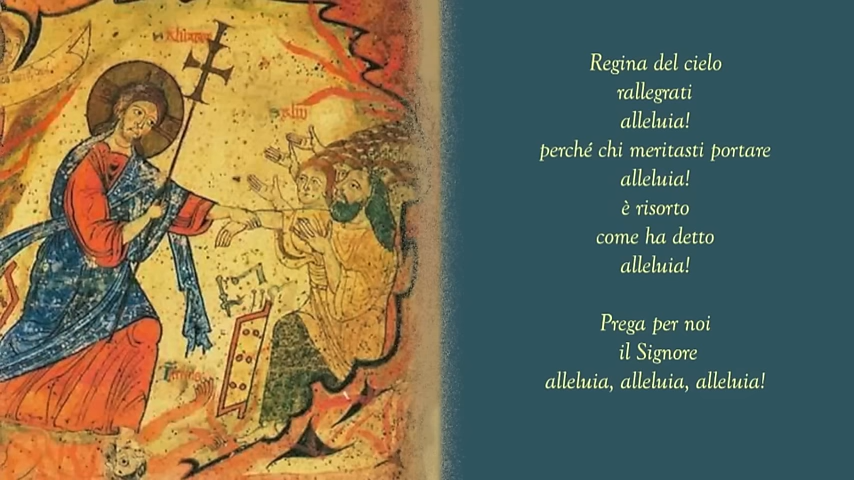 Regina del cielo
rallegrati
alleluia!
perché chi meritasti portare
alleluia!
è risorto
come ha detto
alleluia!
Prega per noi
il Signore
alleluia, alleluia, alleluia!